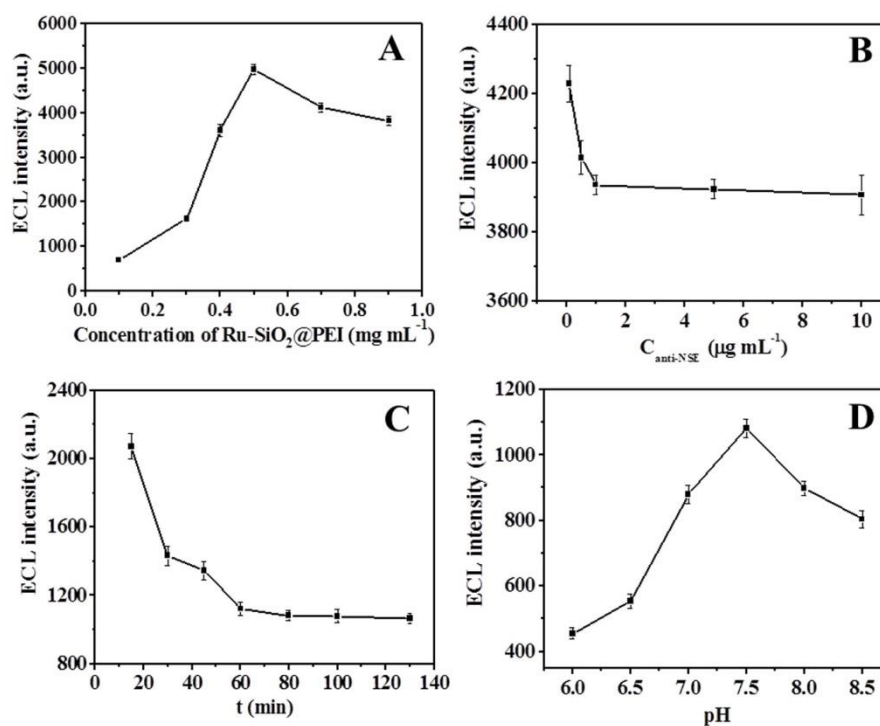 A
ECL intensity (a.u.)
6000
5000
4000
3000
2000
1000
0
0.0 0.2 0.4 0.6 0.8 1.0
Concentration of Ru-SiO₂@PEI (mg mL⁻¹)
B
ECL intensity (a.u.)
4400
4200
4000
3800
3600
0 2 4 6 8 10
C anti-NSE (μg mL⁻¹)
C
ECL intensity (a.u.)
2400
2000
1600
1200
800
0 20 40 60 80 100 120 140
t (min)
D
ECL intensity (a.u.)
1200
1000
800
600
400
6.0 6.5 7.0 7.5 8.0 8.5
pH